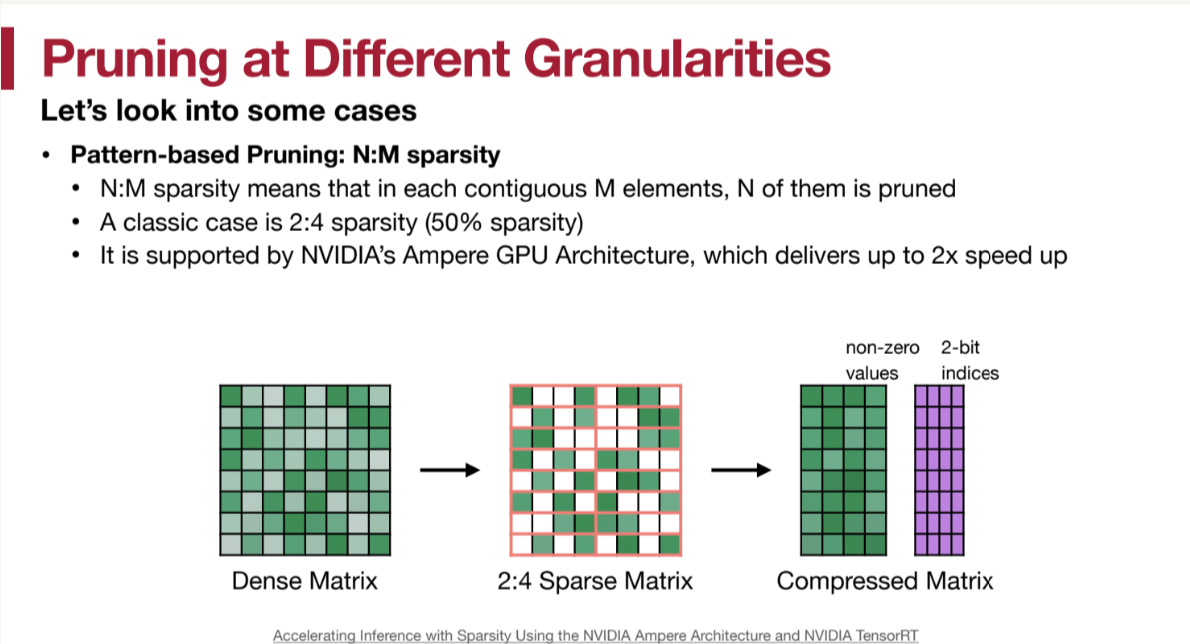 Pruning at Different Granularities
Let's look into some cases
• Pattern-based Pruning: N:M sparsity
• N:M sparsity means that in each contiguous M elements, N of them is pruned
• A classic case is 2:4 sparsity (50% sparsity)
• It is supported by NVIDIA's Ampere GPU Architecture, which delivers up to 2x speed up
non-zero values
2-bit indices
Dense Matrix
2:4 Sparse Matrix
Compressed Matrix
Accelerating Inference with Sparsity Using the NVIDIA Ampere Architecture and NVIDIA TensorRT